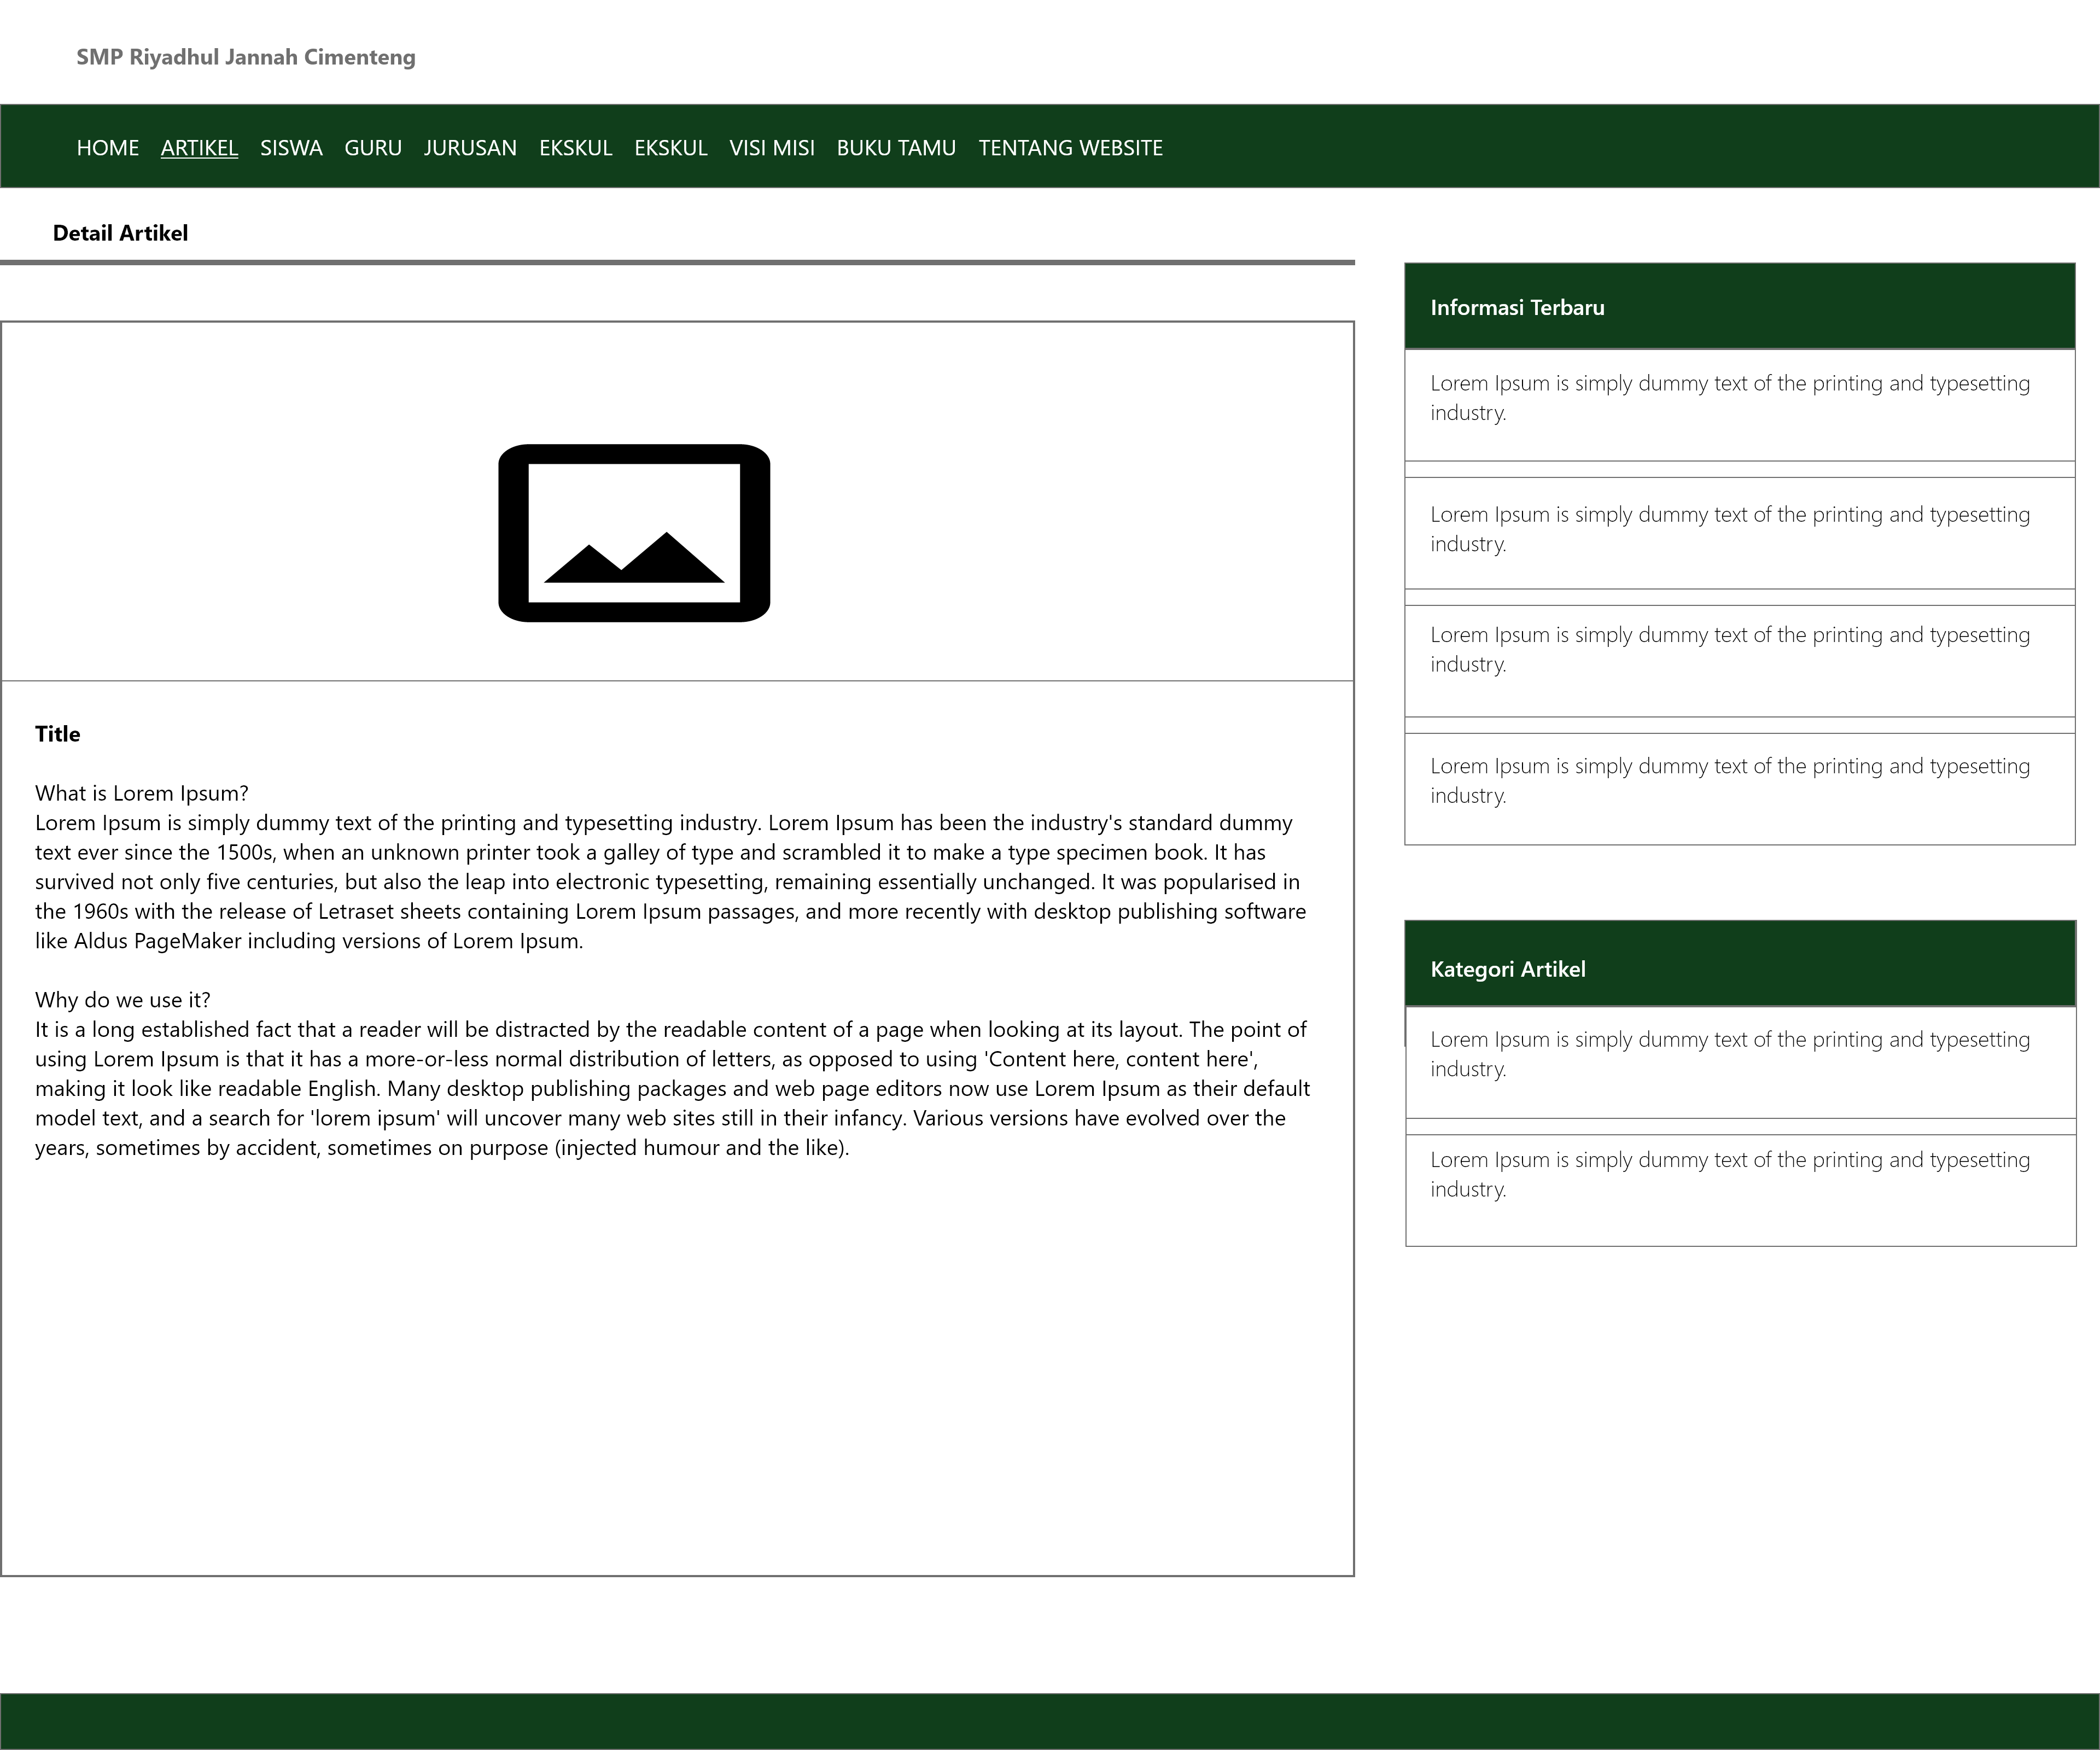 SMP Riyadhul Jannah Cimenteng
HOME ARTIKEL SISWA GURU JURUSAN EKSKUL EKSKUL VISI MISI BUKU TAMU TENTANG WEBSITE
Detail Artikel
Title
What is Lorem Ipsum?
Lorem Ipsum is simply dummy text of the printing and typesetting industry. Lorem Ipsum has been the industry's standard dummy
text ever since the 1500s, when an unknown printer took a galley of type and scrambled it to make a type specimen book. It has
survived not only five centuries, but also the leap into electronic typesetting, remaining essentially unchanged. It was popularised in
the 1960s with the release of Letraset sheets containing Lorem Ipsum passages, and more recently with desktop publishing software
like Aldus PageMaker including versions of Lorem Ipsum.
Why do we use it?
It is a long established fact that a reader will be distracted by the readable content of a page when looking at its layout. The point of
using Lorem Ipsum is that it has a more-or-less normal distribution of letters, as opposed to using 'Content here, content here',
making it look like readable English. Many desktop publishing packages and web page editors now use Lorem Ipsum as their default
model text, and a search for 'lorem ipsum' will uncover many web sites still in their infancy. Various versions have evolved over the
years, sometimes by accident, sometimes on purpose (injected humour and the like).
Informasi Terbaru
Lorem Ipsum is simply dummy text of the printing and typesetting
industry.
Lorem Ipsum is simply dummy text of the printing and typesetting
industry.
Lorem Ipsum is simply dummy text of the printing and typesetting
industry.
Lorem Ipsum is simply dummy text of the printing and typesetting
industry.
Kategori Artikel
Lorem Ipsum is simply dummy text of the printing and typesetting
industry.
Lorem Ipsum is simply dummy text of the printing and typesetting
industry.